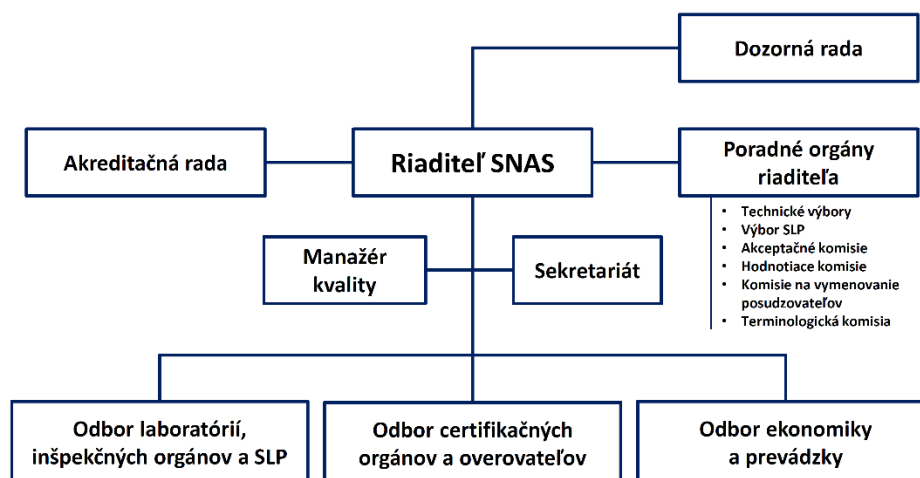 Dozorná rada
Akreditačná rada
Riaditeľ SNAS
Poradné orgány
riaditeľa
• Technické výbory
• Výbor SLP
• Akceptačné komisie
• Hodnotiace komisie
• Komisie na vymenovanie
posudzovateľov
• Terminologická komisia
Manažér
kvality
Sekretariát
Odbor laboratórií,
inšpekčných orgánov a SLP
Odbor certifikačných
orgánov a overovateľov
Odbor ekonomiky
a prevádzky